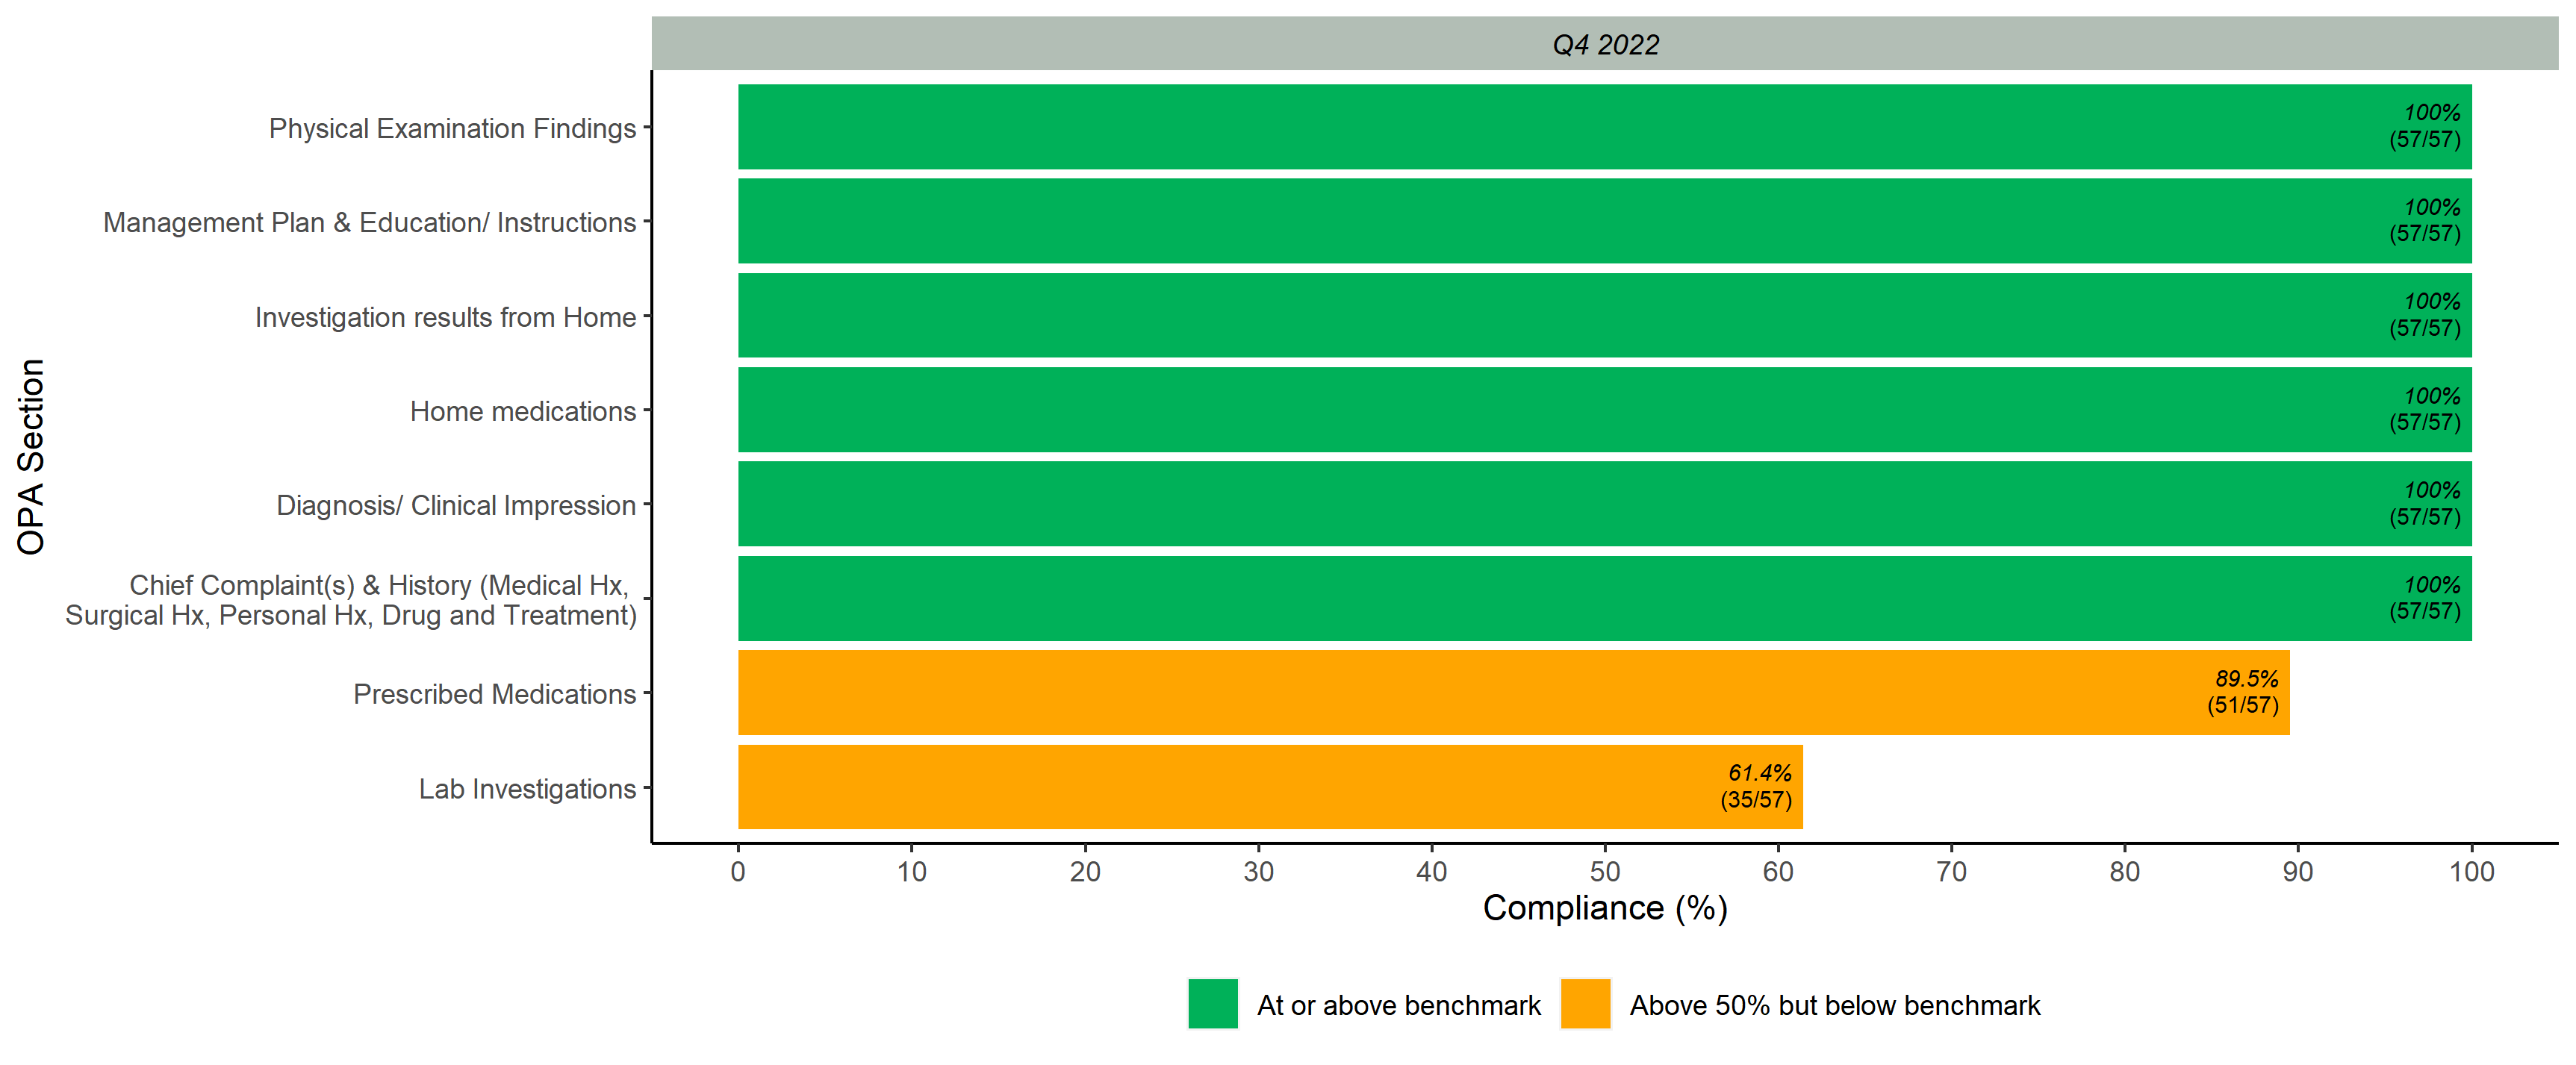 Q4 2022
OPA Section
Physical Examination Findings
100%
(57/57)
Management Plan & Education/ Instructions
100%
(57/57)
Investigation results from Home
100%
(57/57)
Home medications
100%
(57/57)
Diagnosis/ Clinical Impression
100%
(57/57)
Chief Complaint(s) & History (Medical Hx,
Surgical Hx, Personal Hx, Drug and Treatment)
100%
(57/57)
Prescribed Medications
89.5%
(51/57)
Lab Investigations
61.4%
(35/57)
0 10 20 30 40 50 60 70 80 90 100
Compliance (%)
At or above benchmark
Above 50% but below benchmark